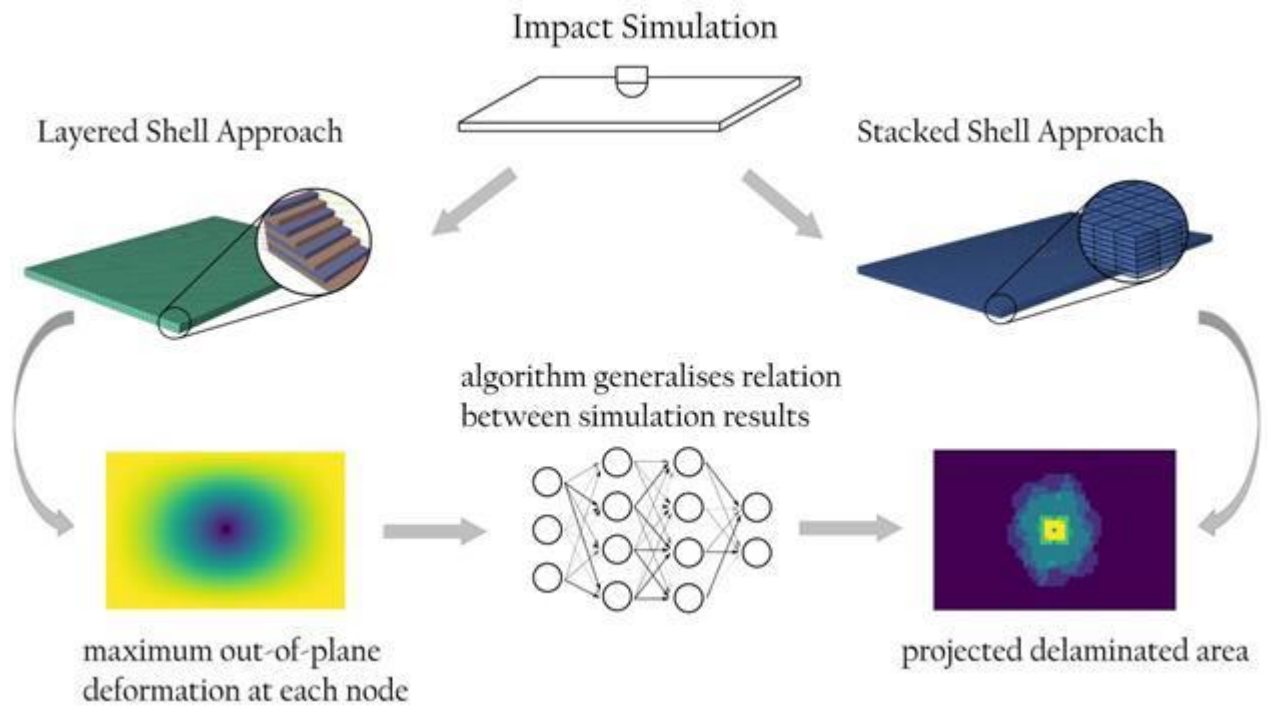 Impact Simulation
Layered Shell Approach
Stacked Shell Approach
algorithm generalises relation
between simulation results
maximum out-of-plane
deformation at each node
projected delaminated area